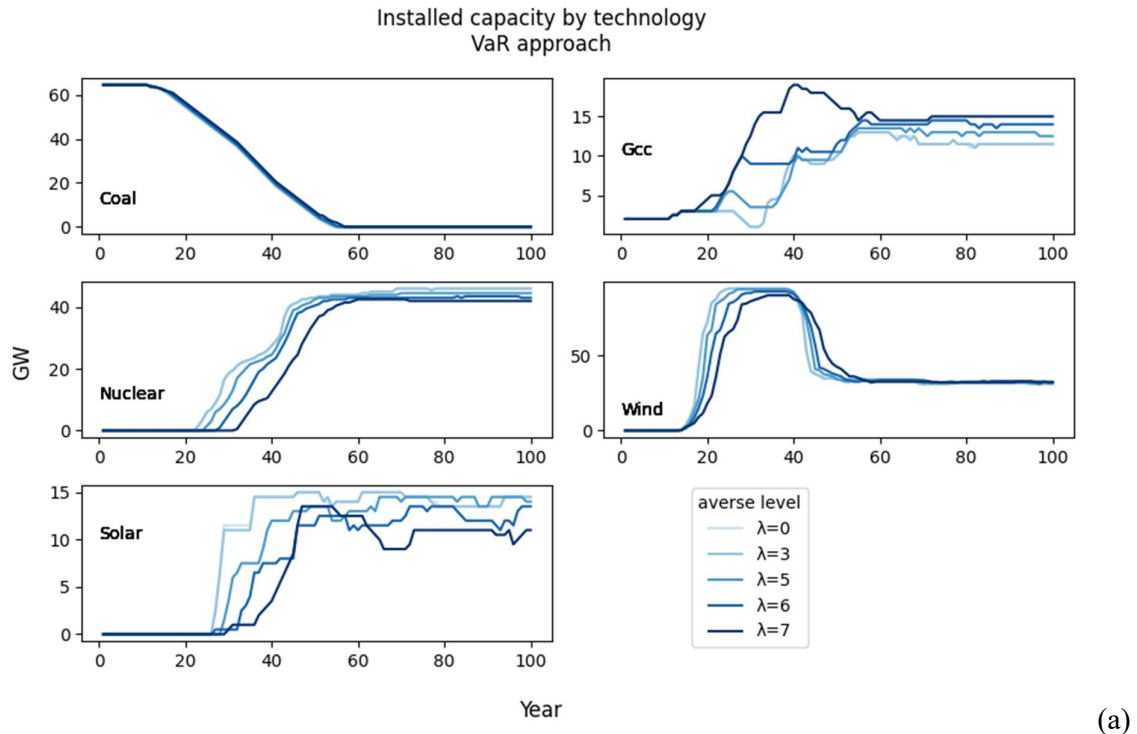 Installed capacity by technology
VaR approach
60
40
20
0
Coal
0 20 40 60 80 100
15
10
5
Gcc
0 20 40 60 80 100
40
20
0
Nuclear
0 20 40 60 80 100
50
0
Wind
0 20 40 60 80 100
GW
15
10
5
0
Solar
0 20 40 60 80 100
averse level
λ=0
λ=3
λ=5
λ=6
λ=7
Year
(a)